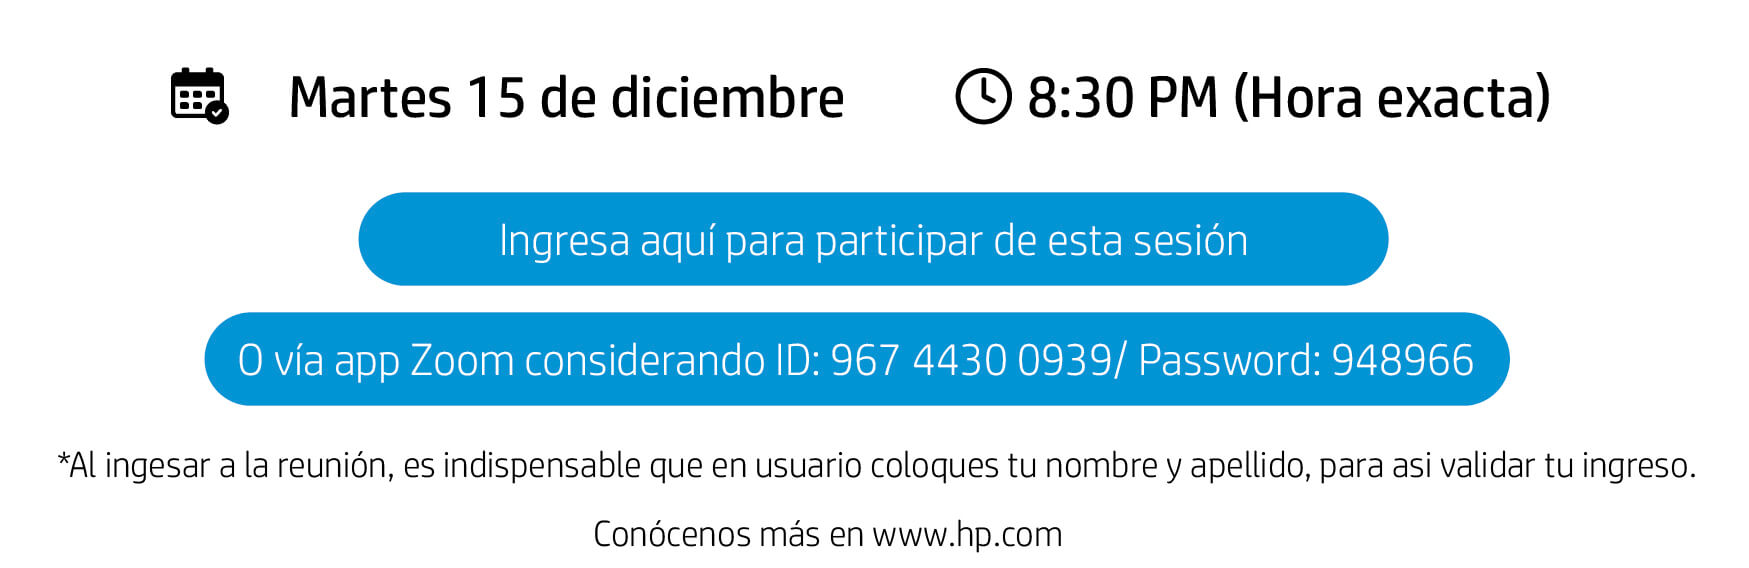 Martes 15 de diciembre
8:30 PM (Hora exacta)
Ingresa aquí para participar de esta sesión
O vía app Zoom considerando ID: 967 4430 0939/ Password: 948966
*Al ingesar a la reunión, es indispensable que en usuario coloques tu nombre y apellido, para asi validar tu ingreso.
Conócenos más en www.hp.com